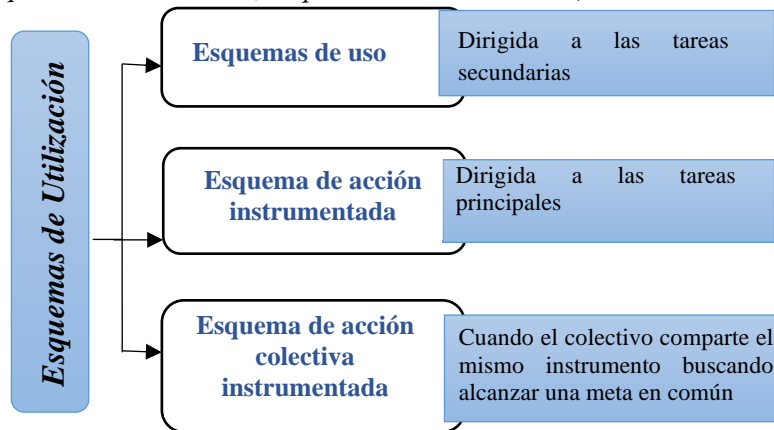 Esquemas de Utilización
Esquemas de uso
Dirigida a las tareas
secundarias
Esquema de acción
instrumentada
Dirigida a las tareas
principales
Esquema de acción
colectiva
instrumentada
Cuando el colectivo comparte el
mismo instrumento buscando
alcanzar una meta en común